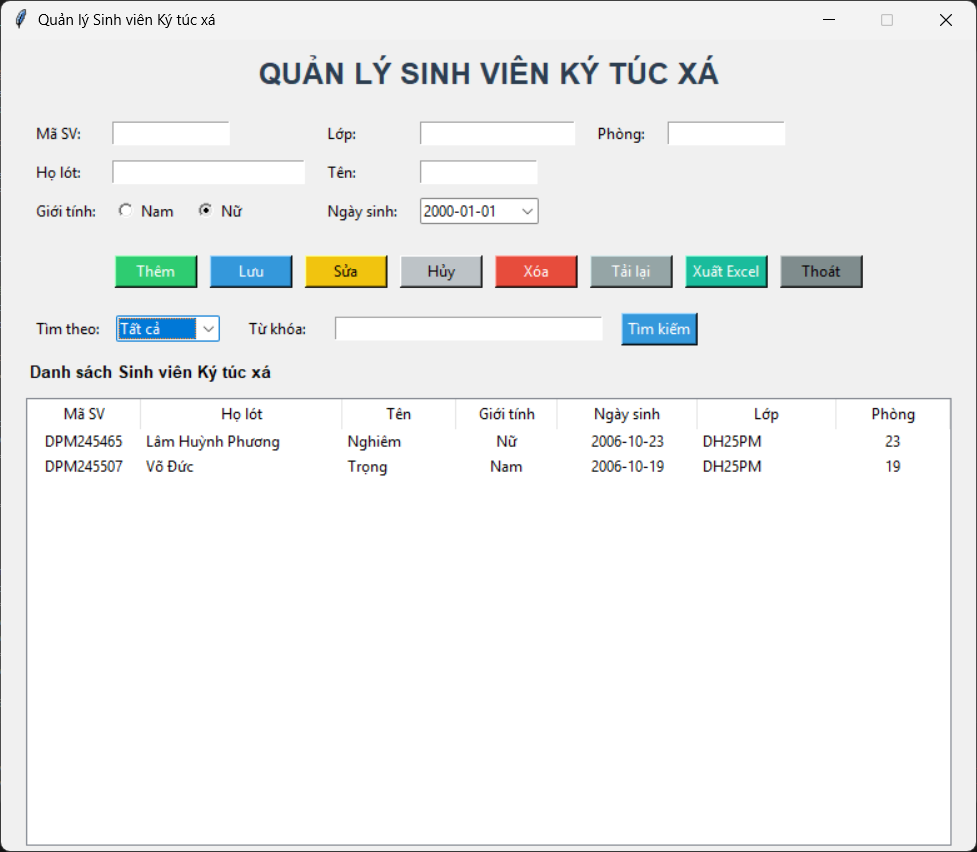 Quản lý Sinh viên Ký túc xá
QUẢN LÝ SINH VIÊN KÝ TÚC XÁ
Mã SV: Lớp: Phòng:
Họ lót: Tên:
Giới tính: Nam Nữ Ngày sinh: 2000-01-01
Thêm Lưu Sửa Hủy Xóa Tải lại Xuất Excel Thoát
Tìm theo: Tất cả Từ khóa: Tìm kiếm
Danh sách Sinh viên Ký túc xá
Mã SV Họ lót Tên Giới tính Ngày sinh Lớp Phòng
DPM245465 Lâm Huỳnh Phương Nghiêm Nữ 2006-10-23 DH25PM 23
DPM245507 Võ Đức Trọng Nam 2006-10-19 DH25PM 19